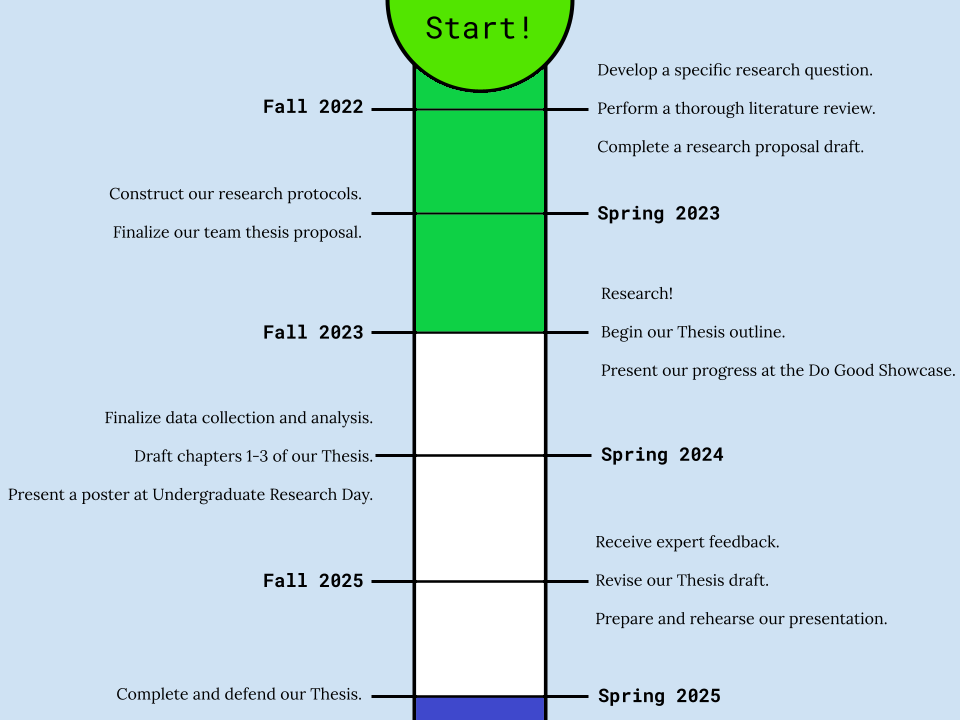 Start!
Fall 2022
Develop a specific research question.
Perform a thorough literature review.
Complete a research proposal draft.
Construct our research protocols.
Finalize our team thesis proposal.
Spring 2023
Fall 2023
Research!
Begin our Thesis outline.
Present our progress at the Do Good Showcase.
Finalize data collection and analysis.
Draft chapters 1-3 of our Thesis.
Present a poster at Undergraduate Research Day.
Spring 2024
Fall 2025
Receive expert feedback.
Revise our Thesis draft.
Prepare and rehearse our presentation.
Complete and defend our Thesis.
Spring 2025